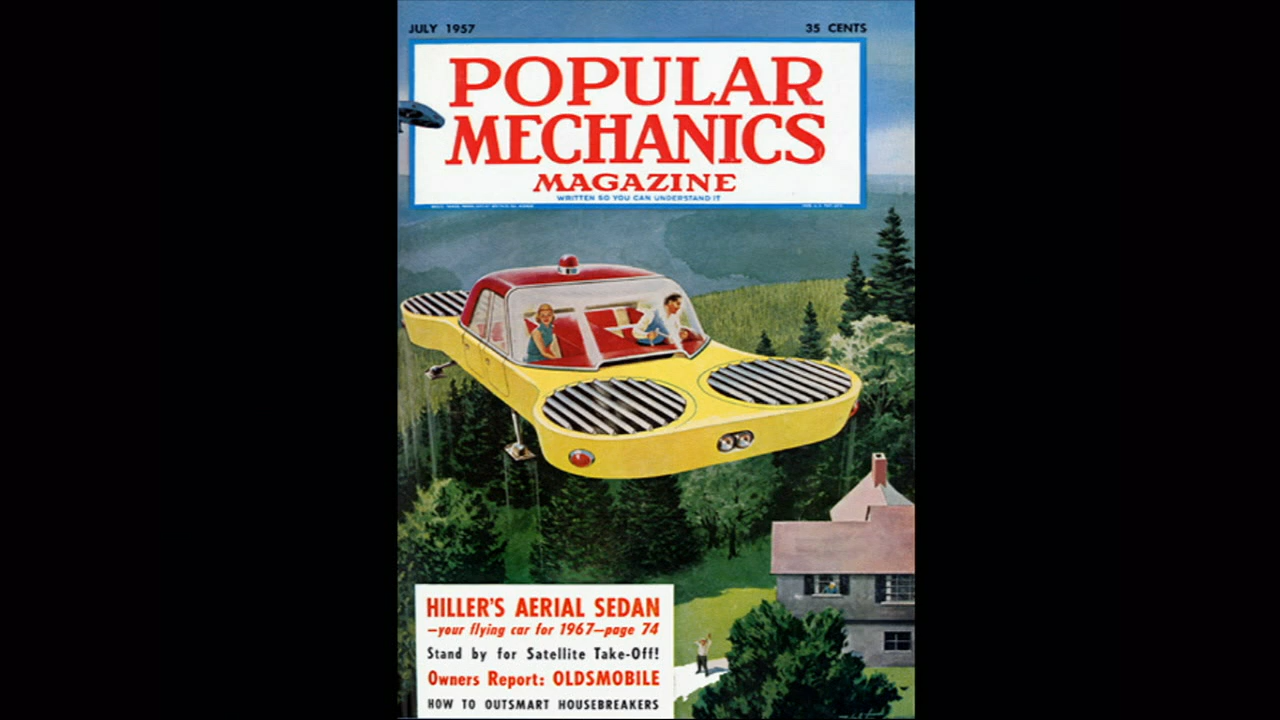 JULY 1957
35 CENTS
POPULAR
MECHANICS
MAGAZINE
WRITTEN SO YOU CAN UNDERSTAND IT
HILLER'S AERIAL SEDAN
—your flying car for 1967—page 74
Stand by for Satellite Take-Off!
Owners Report: OLDSMOBILE
HOW TO OUTSMART HOUSEBREAKERS